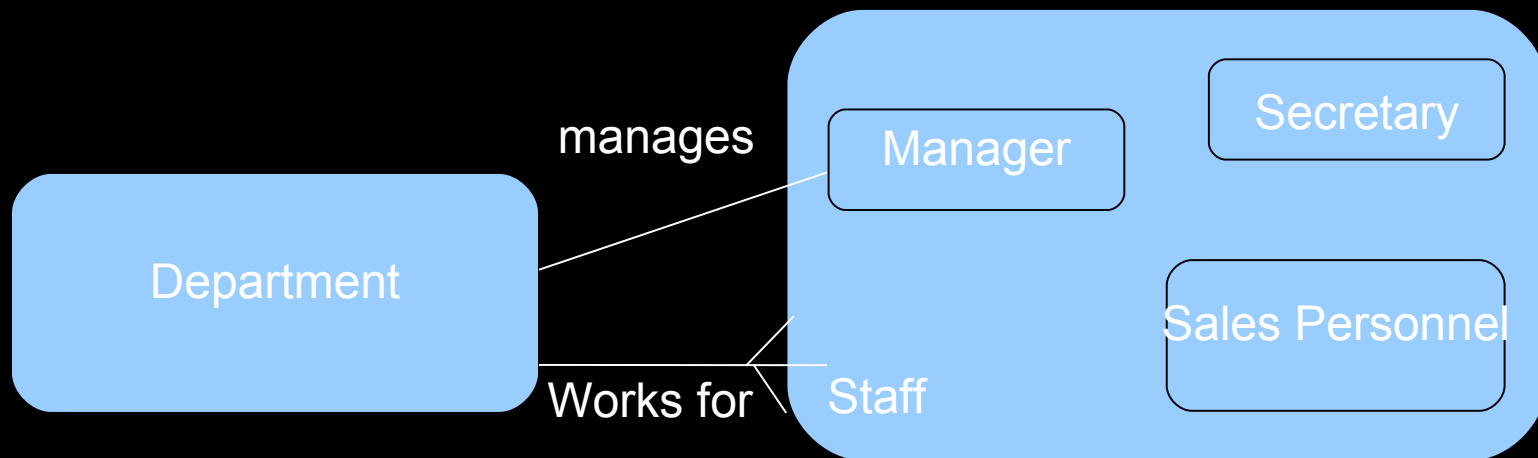 Secretary
manages
Manager
Department
Sales Personnel
Works for
Staff